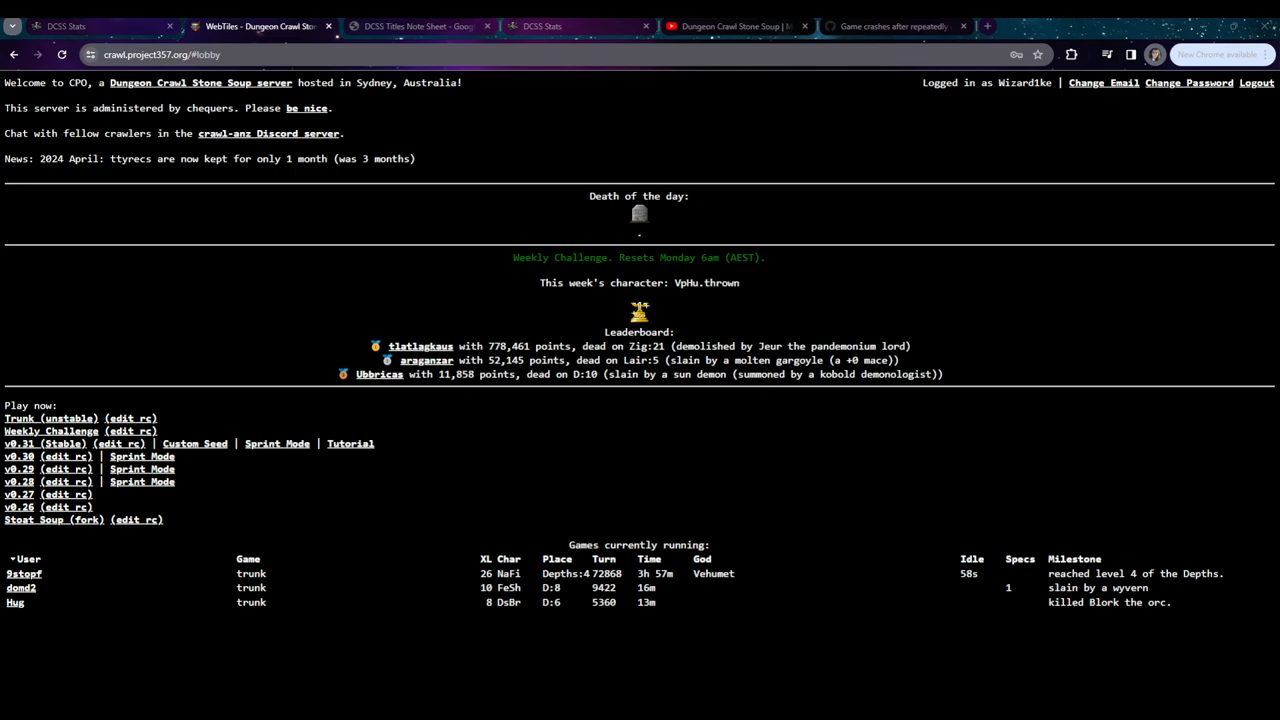 DCSS Stats
WebTiles - Dungeon Crawl Ston
DCSS Titles Note Sheet - Goog
DCSS Stats
Dungeon Crawl Stone Soup | M
Game crashes after repeatedly
crawl.project357.org/#lobby
New Chrome available
Welcome to CPO, a Dungeon Crawl Stone Soup server hosted in Sydney, Australia!
Logged in as Wizard1ke | Change Email Change Password Logout
This server is administered by chequers. Please be nice.
Chat with fellow crawlers in the crawl-anz Discord server.
News: 2024 April: ttyrecs are now kept for only 1 month (was 3 months)
Death of the day:
.
Weekly Challenge. Resets Monday 6am (AEST).
This week's character: VpHu.thrown
Leaderboard:
tlatlagkaus with 778,461 points, dead on Zig:21 (demolished by Jeur the pandemonium lord)
araganzar with 52,145 points, dead on Lair:5 (slain by a molten gargoyle (a +0 mace))
Ubbricas with 11,858 points, dead on D:10 (slain by a sun demon (summoned by a kobold demonologist))
Play now:
Trunk (unstable) (edit rc)
Weekly Challenge (edit rc)
v0.31 (Stable) (edit rc) | Custom Seed | Sprint Mode | Tutorial
v0.30 (edit rc) | Sprint Mode
v0.29 (edit rc) | Sprint Mode
v0.28 (edit rc) | Sprint Mode
v0.27 (edit rc)
v0.26 (edit rc)
Stoat Soup (fork) (edit rc)
Games currently running:
User Game XL Char Place Turn Time God Idle Specs Milestone
9stopf trunk 26 NaFi Depths:4 72868 3h 57m Vehumet 58s reached level 4 of the Depths.
domd2 trunk 10 FeSh D:8 9422 16m 1 slain by a wyvern
Hug trunk 8 DsBr D:6 5360 13m killed Blork the orc.